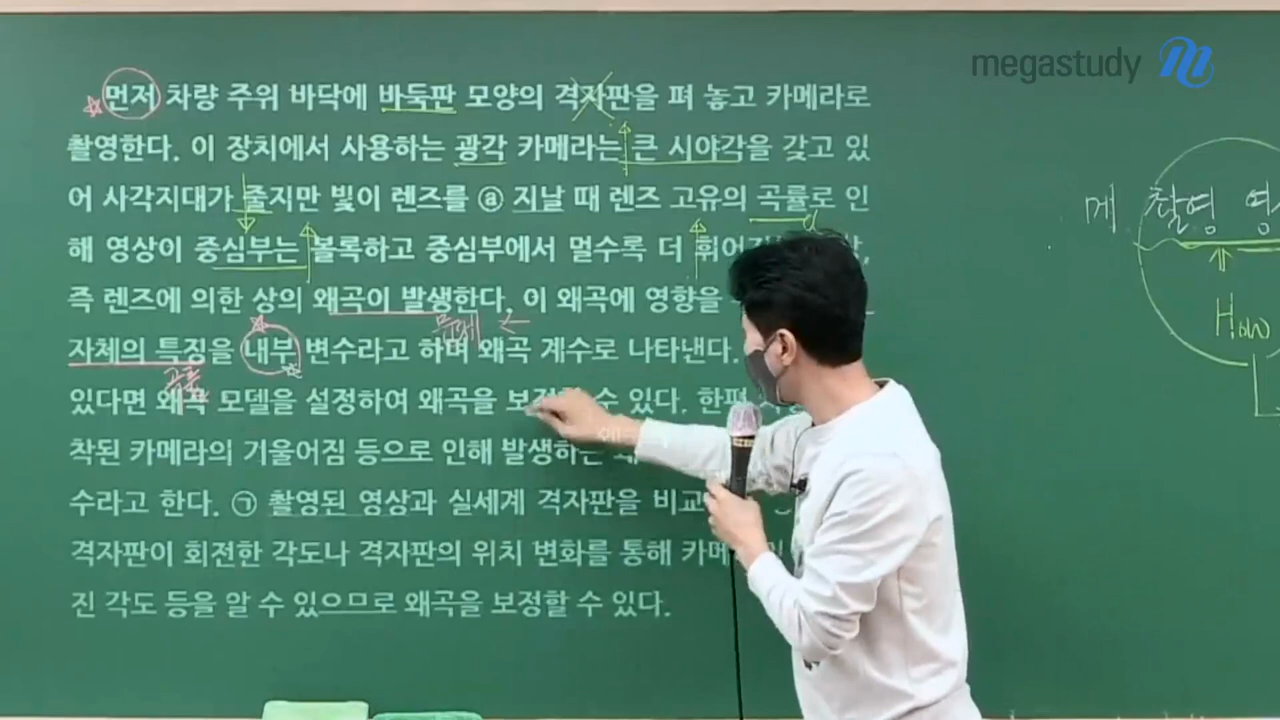 megastudy
먼저 차량 주위 바닥에 바둑판 모양의 격자판을 펴 놓고 카메라로
촬영한다. 이 장치에서 사용하는 광각 카메라는 큰 시야각을 갖고 있
어 사각지대가 줄지만 빛이 렌즈를 ⓐ 지날 때 렌즈 고유의 곡률로 인
해 영상이 중심부는 볼록하고 중심부에서 멀수록 더 휘어
즉 렌즈에 의한 상의 왜곡이 발생한다. 이 왜곡에 영향을
문제 ←
자체의 특징을 내부 변수라고 하며 왜곡 계수로 나타낸다.
곡률
있다면 왜곡 모델을 설정하여 왜곡을 보정할 수 있다. 한편
착된 카메라의 거울어짐 등으로 인해 발생하는
수라고 한다. ㉠ 촬영된 영상과 실세계 격자판을 비교
격자판이 회전한 각도나 격자판의 위치 변화를 통해 카메
진 각도 등을 알 수 있으므로 왜곡을 보정할 수 있다.
메 촬영 영
How